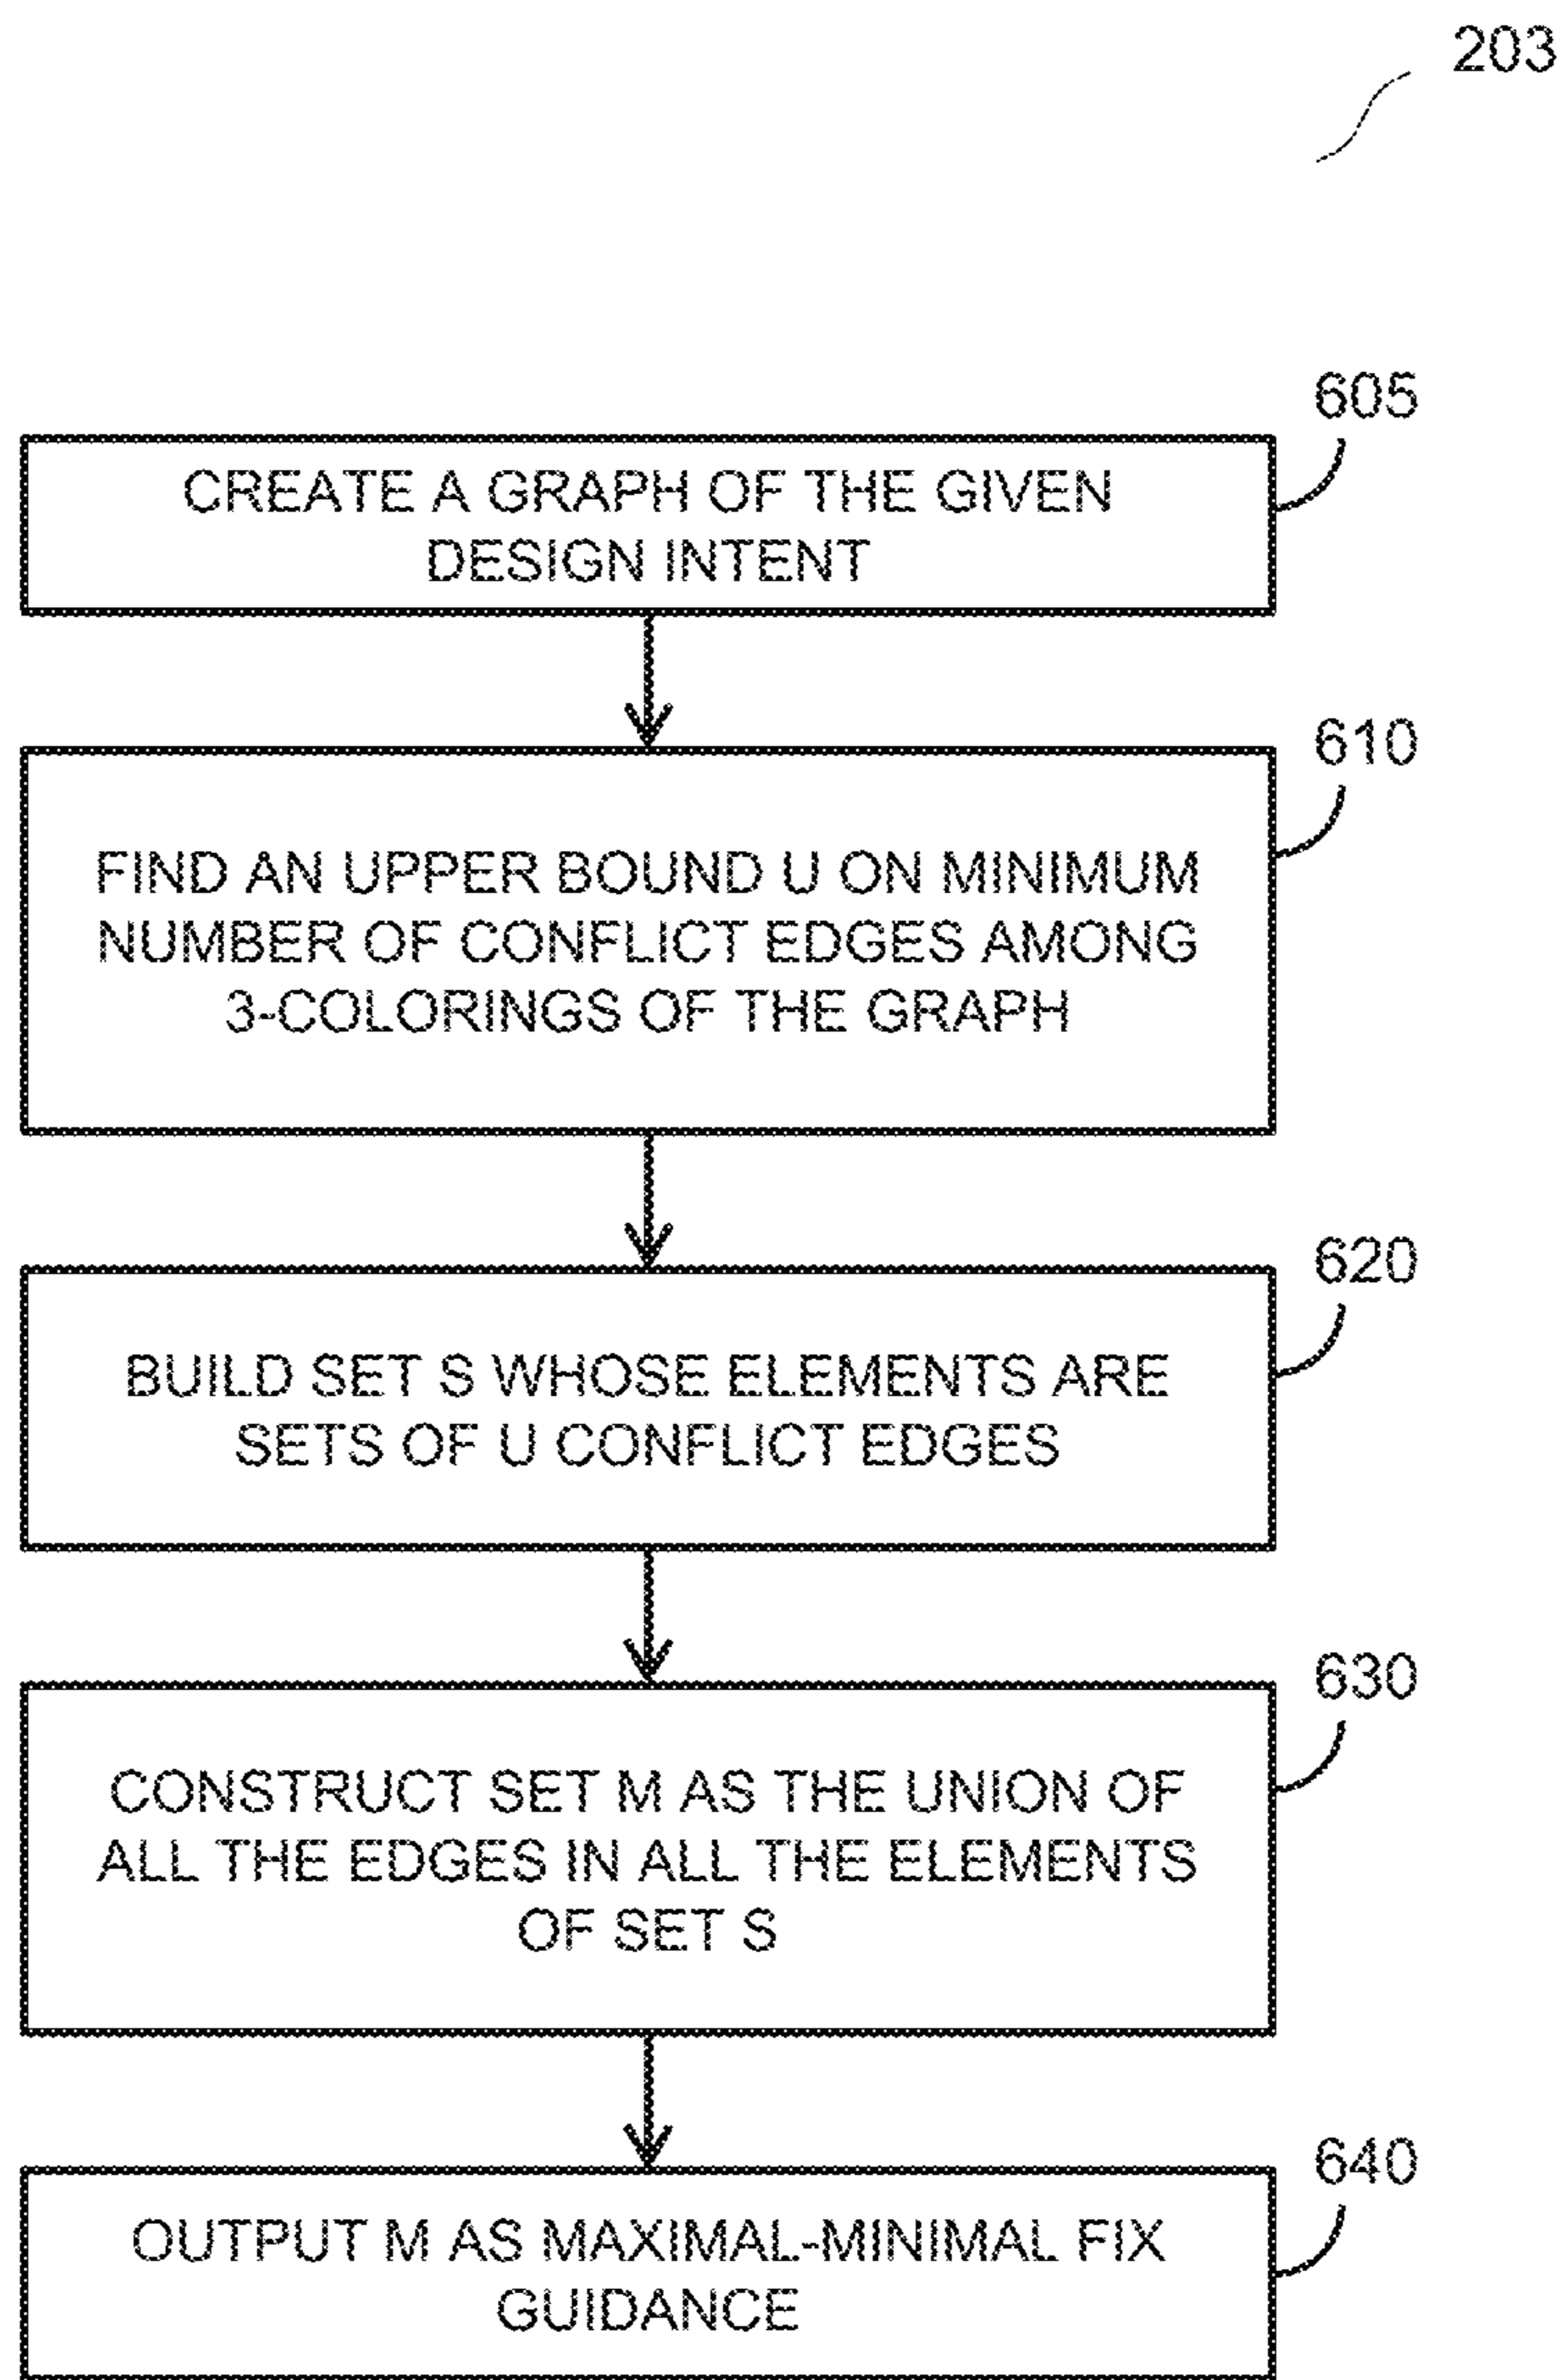 203
605
CREATE A GRAPH OF THE GIVEN
DESIGN INTENT
610
FIND AN UPPER BOUND U ON MINIMUM
NUMBER OF CONFLICT EDGES AMONG
3-COLORINGS OF THE GRAPH
620
BUILD SET S WHOSE ELEMENTS ARE
SETS OF U CONFLICT EDGES
630
CONSTRUCT SET M AS THE UNION OF
ALL THE EDGES IN ALL THE ELEMENTS
OF SET S
640
OUTPUT M AS MAXIMAL-MINIMAL FIX
GUIDANCE